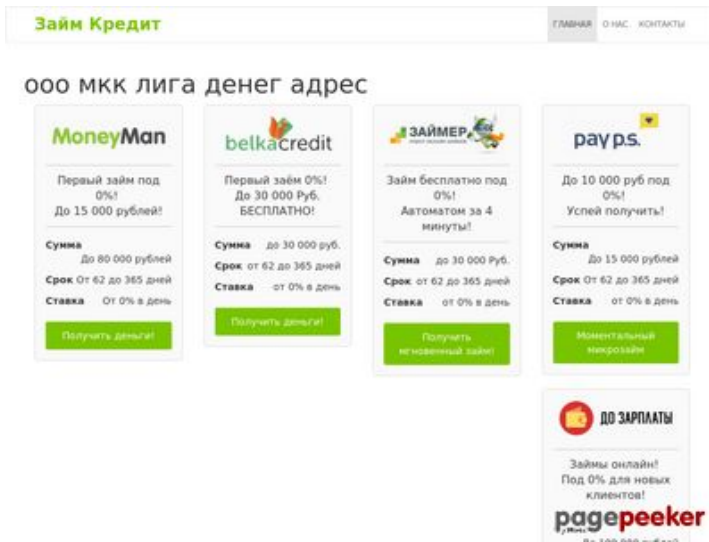 Займ Кредит
ГЛАВНАЯ О НАС КОНТАКТЫ
ооо мкк лига денег адрес
MoneyMan
Первый займ под
0%!
До 15 000 рублей!
Сумма
До 80 000 рублей
Срок От 62 до 365 дней
Ставка От 0% в день
Получить деньги!
belkacredit
Первый заём 0%!
До 30 000 Руб.
БЕСПЛАТНО!
Сумма до 30 000 руб.
Срок от 62 до 365 дней
Ставка от 0% в день
Получить деньги!
ЗАЙМЕР
Займ бесплатно под
0%!
Автоматом за 4
минуты!
Сумма до 30 000 Руб.
Срок от 62 до 365 дней
Ставка от 0% в день
Получить
мгновенный займ!
pay p.s.
До 10 000 руб под
0%!
Успей получить!
Сумма
До 15 000 рублей
Срок От 62 до 365 дней
Ставка От 0% в день
Моментальный
микрозайм
ДО ЗАРПЛАТЫ
Займы онлайн!
Под 0% для новых
клиентов!
pagepeeker
До 100 000 рублей